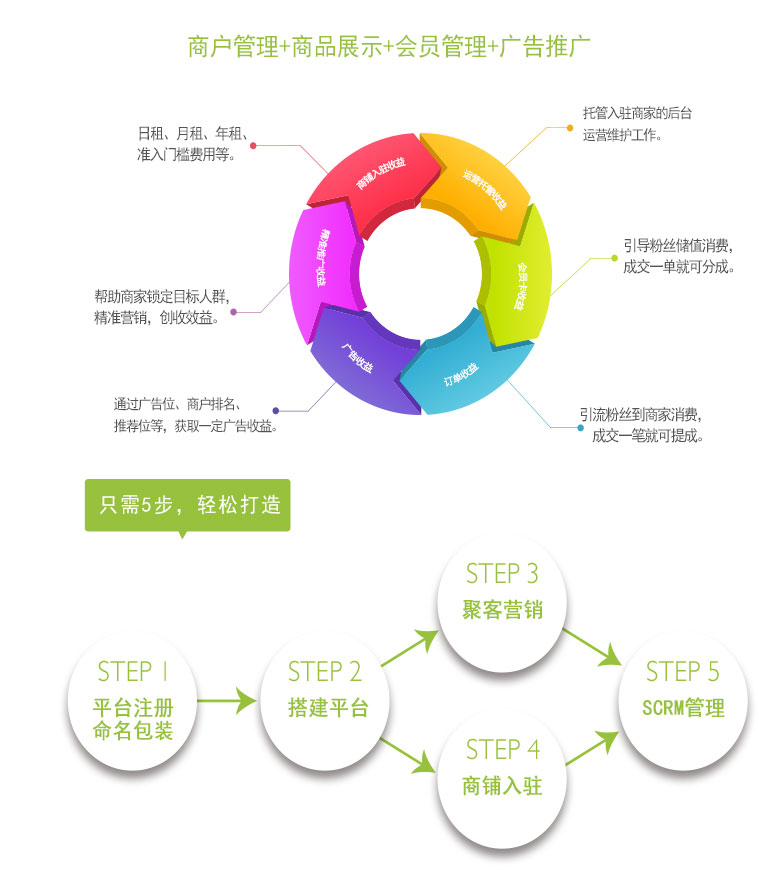 商户管理+商品展示+会员管理+广告推广
日租、月租、年租、
准入门槛费用等。
托管入驻商家的后台
运营维护工作。
商铺入驻收益
运营托管收益
精准推广收益
会员卡收益
引导粉丝储值消费，
成交一单就可分成。
帮助商家锁定目标人群，
精准营销，创收效益。
广告收益
订单收益
通过广告位、商户排名、
推荐位等，获取一定广告收益。
引流粉丝到商家消费，
成交一笔就可提成。
只需5步，轻松打造
STEP 1
平台注册
命名包装
STEP 2
搭建平台
STEP 3
聚客营销
STEP 4
商铺入驻
STEP 5
SCRM管理